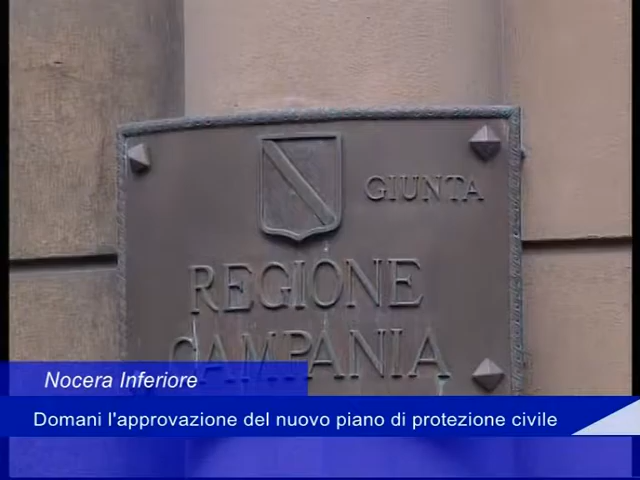 GIUNTA
REGIONE
CAMPANIA
Nocera Inferiore
Domani l'approvazione del nuovo piano di protezione civile